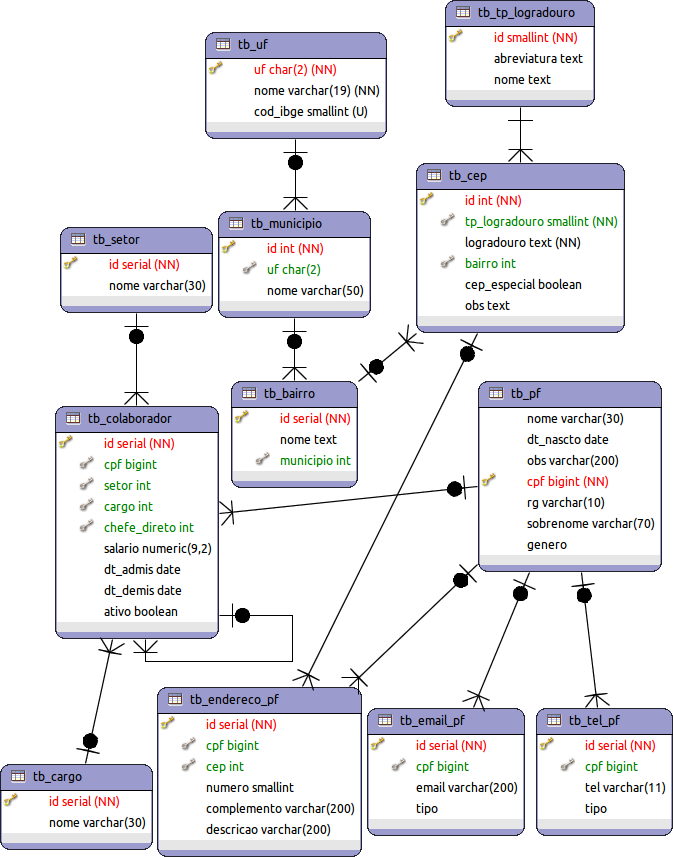 tb_tp_logradouro
id smallint (NN)
abreviatura text
nome text
tb_uf
uf char(2) (NN)
nome varchar(19) (NN)
cod_ibge smallint (U)
tb_cep
id int (NN)
tp_logradouro smallint (NN)
logradouro text (NN)
bairro int
cep_especial boolean
obs text
tb_municipio
id int (NN)
uf char(2)
nome varchar(50)
tb_setor
id serial (NN)
nome varchar(30)
tb_bairro
id serial (NN)
nome text
municipio int
tb_pf
nome varchar(30)
dt_nascto date
obs varchar(200)
cpf bigint (NN)
rg varchar(10)
sobrenome varchar(70)
genero
tb_colaborador
id serial (NN)
cpf bigint
setor int
cargo int
chefe_direto int
salario numeric(9,2)
dt_admis date
dt_demis date
ativo boolean
tb_endereco_pf
id serial (NN)
cpf bigint
cep int
numero smallint
complemento varchar(200)
descricao varchar(200)
tb_email_pf
id serial (NN)
cpf bigint
email varchar(200)
tipo
tb_tel_pf
id serial (NN)
cpf bigint
tel varchar(11)
tipo
tb_cargo
id serial (NN)
nome varchar(30)